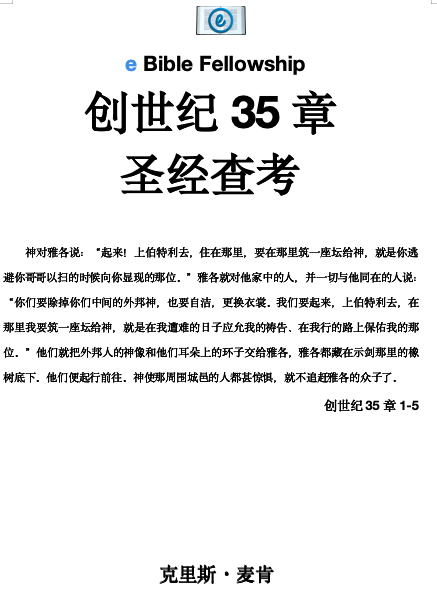 e
e Bible Fellowship
创世纪 35 章
圣经查考
神对雅各说：“起来！上伯特利去，住在那里，要在那里筑一座坛给神，就是你逃
避你哥哥以扫的时候向你显现的那位。”雅各就对他家中的人，并一切与他同在的人说：
“你们要除掉你们中间的外邦神，也要自洁，更换衣裳。我们要起来，上伯特利去，在
那里我要筑一座坛给神，就是在我遭难的日子应允我的祷告、在我行的路上保佑我的那
位。”他们就把外邦人的神像和他们耳朵上的环子交给雅各，雅各都藏在示剑那里的橡
树底下。他们便起行前往。神使那周围城邑的人都甚惊惧，就不追赶雅各的众子了。
创世纪 35 章 1-5
克里斯·麦肯